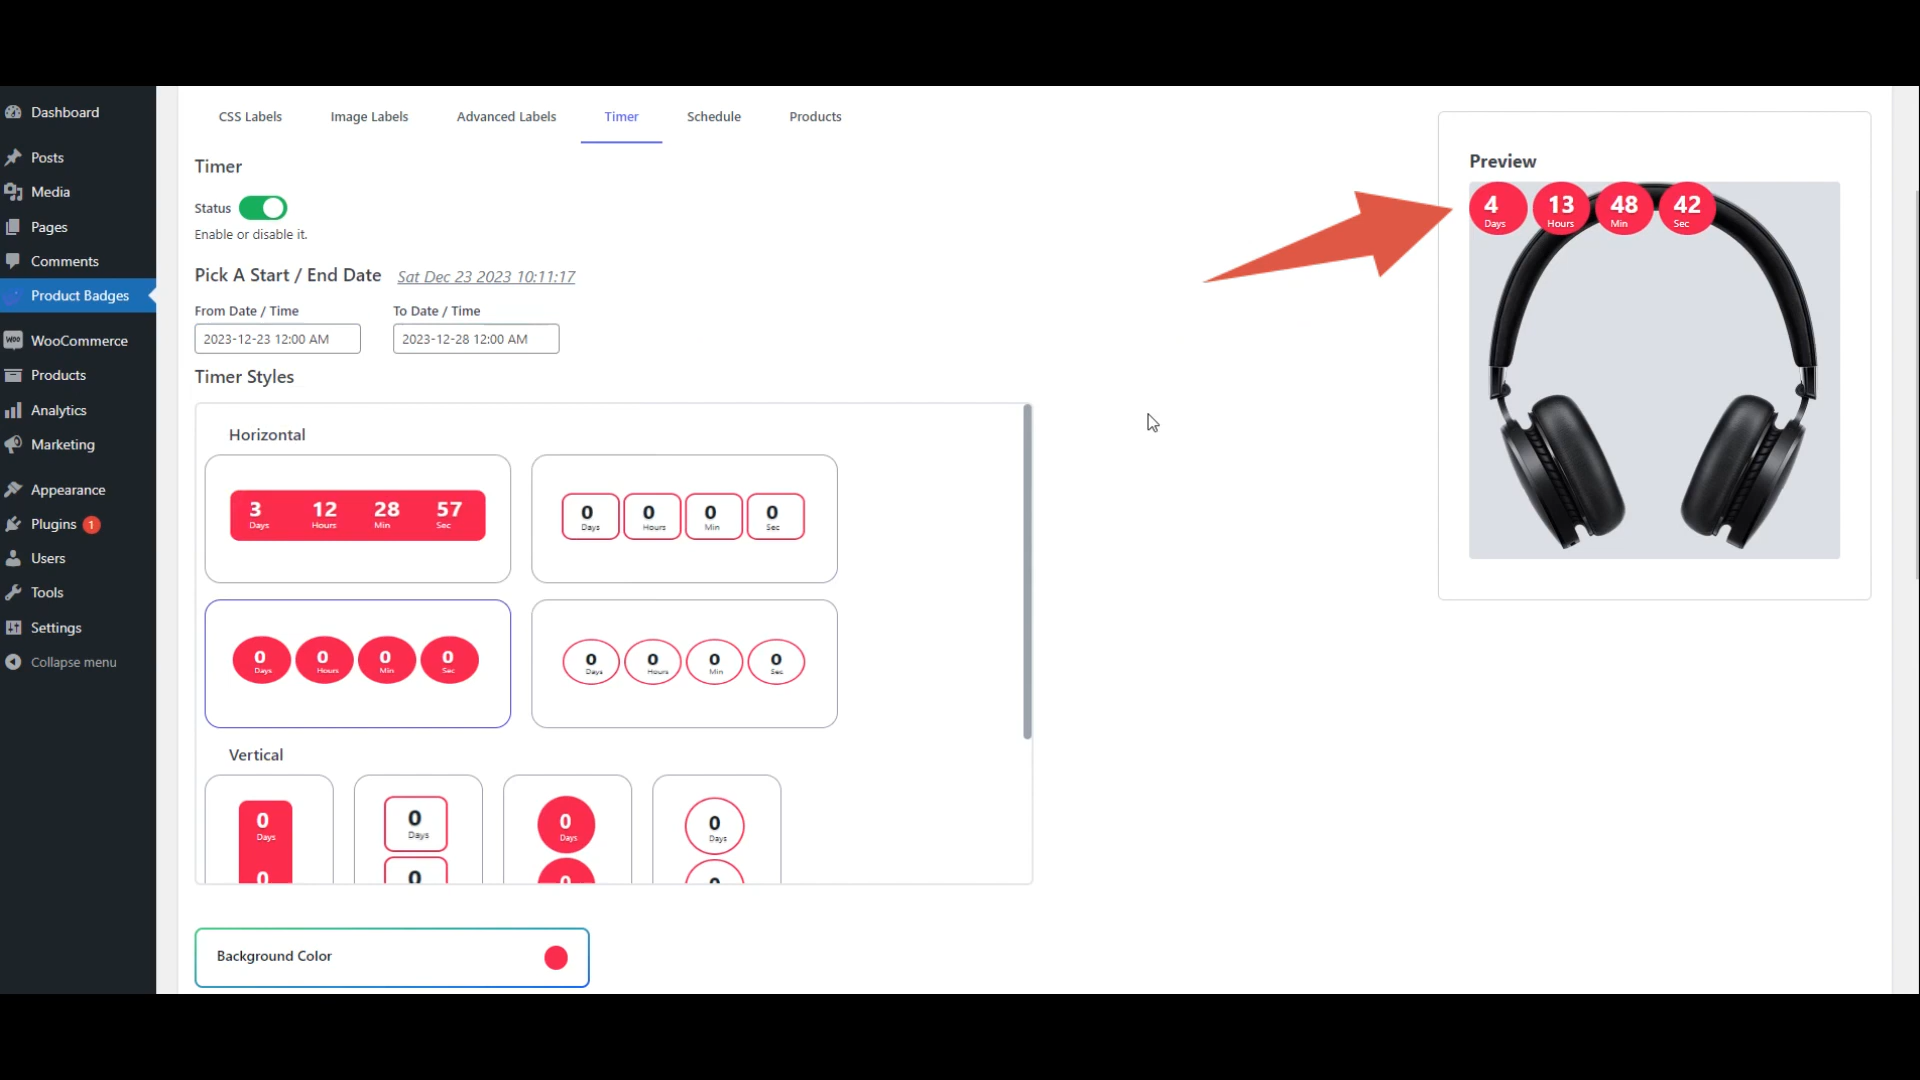 Dashboard
Posts
Media
Pages
Comments
Product Badges
WOO WooCommerce
Products
Analytics
Marketing
Appearance
Plugins 1
Users
Tools
Settings
Collapse menu
CSS Labels Image Labels Advanced Labels Timer Schedule Products
Timer
Status
Enable or disable it.
Pick A Start / End Date Sat Dec 23 2023 10:11:17
From Date / Time To Date / Time
2023-12-23 12:00 AM 2023-12-28 12:00 AM
Timer Styles
Horizontal
3 12 28 57
Days Hours Min Sec
0 0 0 0
Days Hours Min Sec
0 0 0 0
Days Hours Min Sec
0 0 0 0
Days Hours Min Sec
Vertical
0
Days
0
0
Days
0
0
Days
0
0
Days
0
Background Color
Preview
4 13 48 42
Days Hours Min Sec